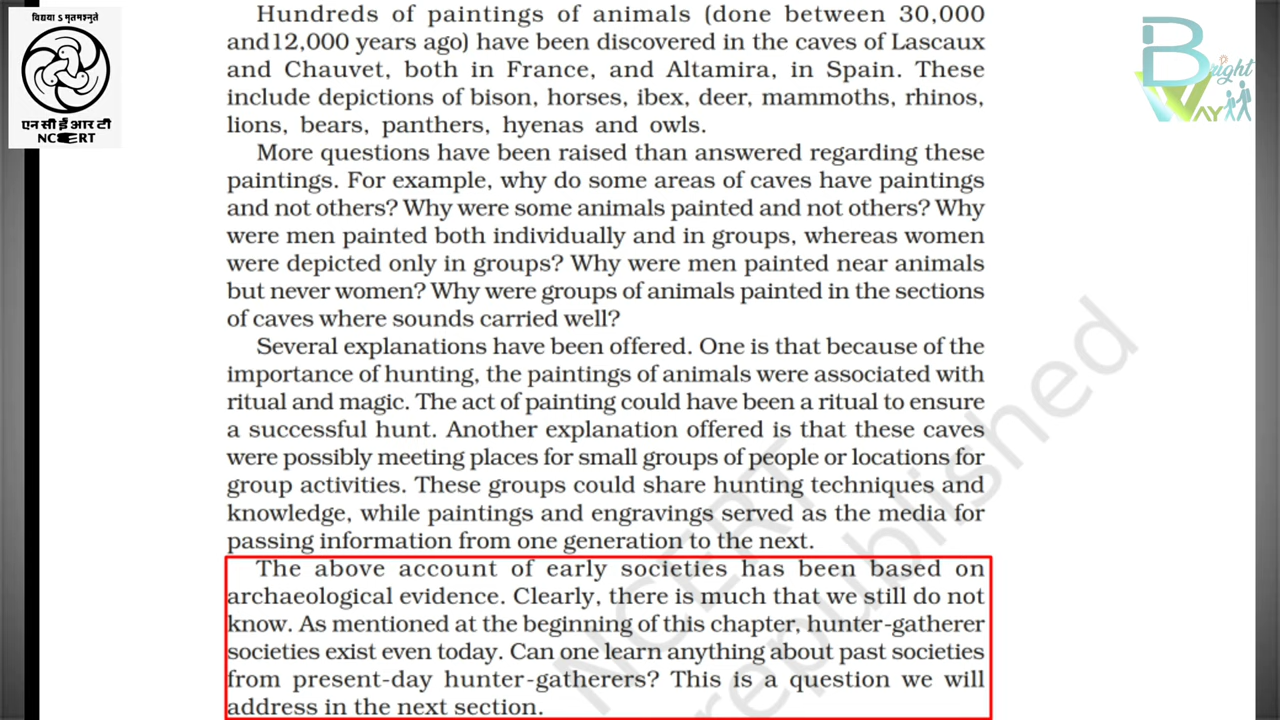 विद्यया ऽ मृतमश्नुते
एन सी ई आर टी
NCERT
Bright
WAY
Hundreds of paintings of animals (done between 30,000
and12,000 years ago) have been discovered in the caves of Lascaux
and Chauvet, both in France, and Altamira, in Spain. These
include depictions of bison, horses, ibex, deer, mammoths, rhinos,
lions, bears, panthers, hyenas and owls.
More questions have been raised than answered regarding these
paintings. For example, why do some areas of caves have paintings
and not others? Why were some animals painted and not others? Why
were men painted both individually and in groups, whereas women
were depicted only in groups? Why were men painted near animals
but never women? Why were groups of animals painted in the sections
of caves where sounds carried well?
Several explanations have been offered. One is that because of the
importance of hunting, the paintings of animals were associated with
ritual and magic. The act of painting could have been a ritual to ensure
a successful hunt. Another explanation offered is that these caves
were possibly meeting places for small groups of people or locations for
group activities. These groups could share hunting techniques and
knowledge, while paintings and engravings served as the media for
passing information from one generation to the next.
The above account of early societies has been based on
archaeological evidence. Clearly, there is much that we still do not
know. As mentioned at the beginning of this chapter, hunter-gatherer
societies exist even today. Can one learn anything about past societies
from present-day hunter-gatherers? This is a question we will
address in the next section.
NCERT
republished